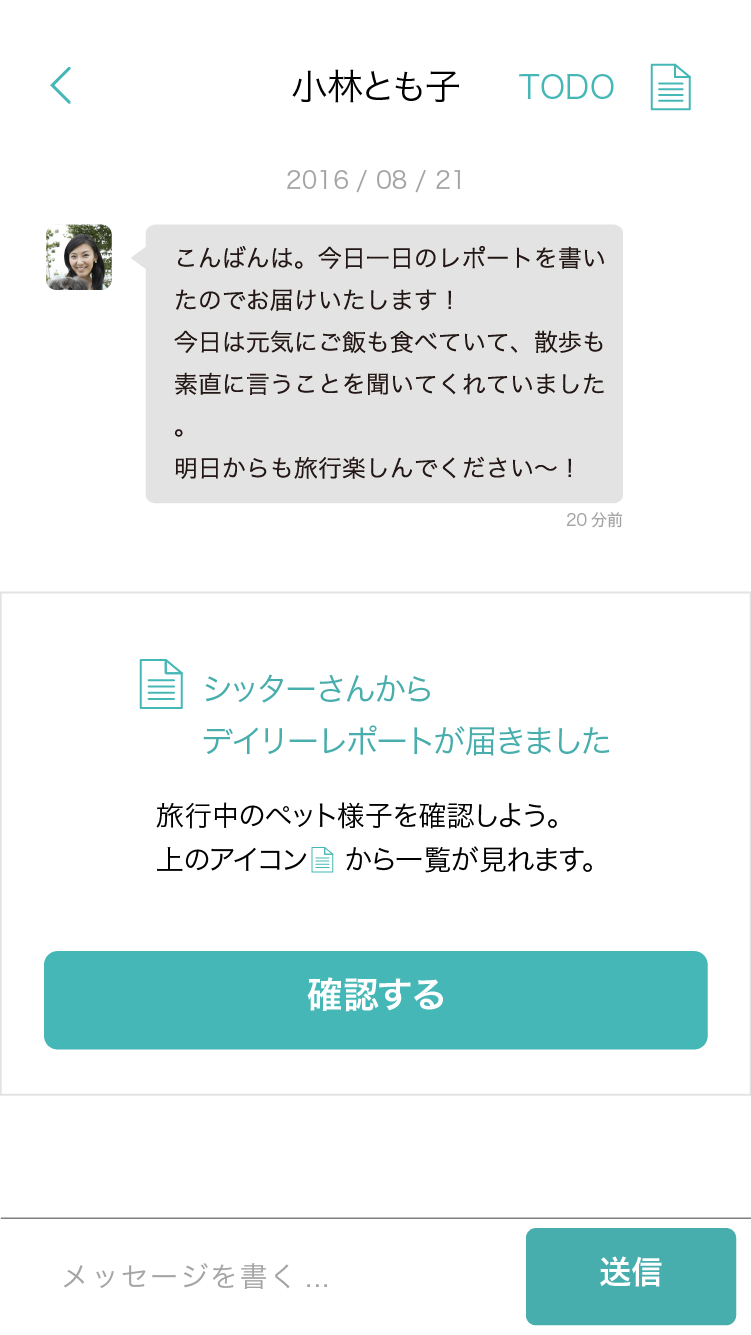 小林とも子 TODO
2016 / 08 / 21
こんばんは。今日一日のレポートを書い
たのでお届けいたします！
今日は元気にご飯も食べていて、散歩も
素直に言うことを聞いてくれていました
。
明日からも旅行楽しんでください〜！
20 分前
シッターさんから
デイリーレポートが届きました
旅行中のペット様子を確認しよう。
上のアイコン から一覧が見れます。
確認する
メッセージを書く ... 送信